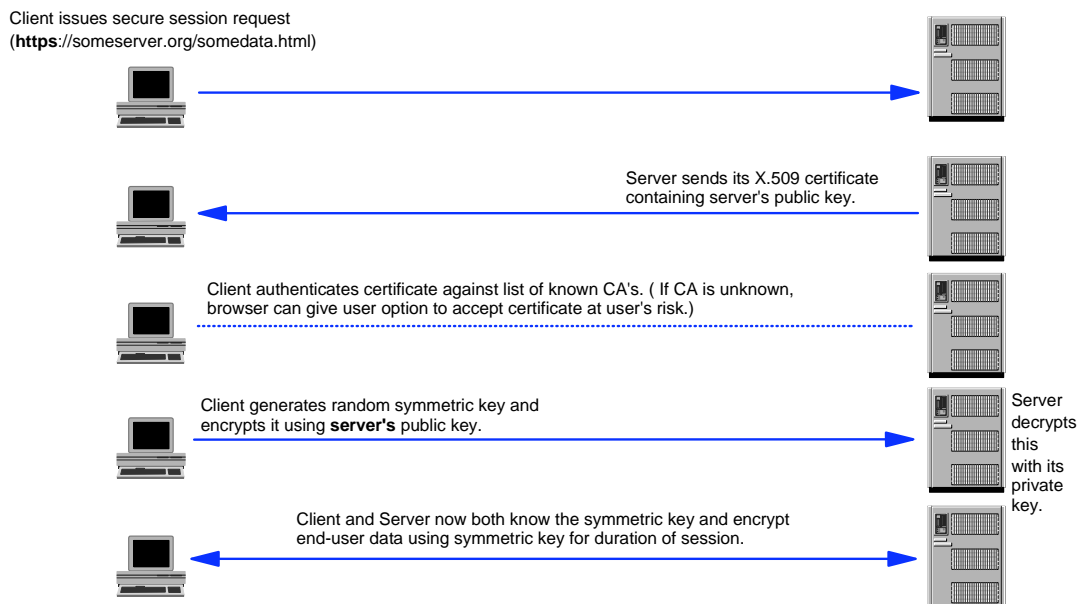 Client issues secure session request
(https://someserver.org/somedata.html)
Server sends its X.509 certificate
containing server's public key.
Client authenticates certificate against list of known CA's. ( If CA is unknown,
browser can give user option to accept certificate at user's risk.)
Client generates random symmetric key and
encrypts it using server's public key.
Server
decrypts
this
with its
private
key.
Client and Server now both know the symmetric key and encrypt
end-user data using symmetric key for duration of session.